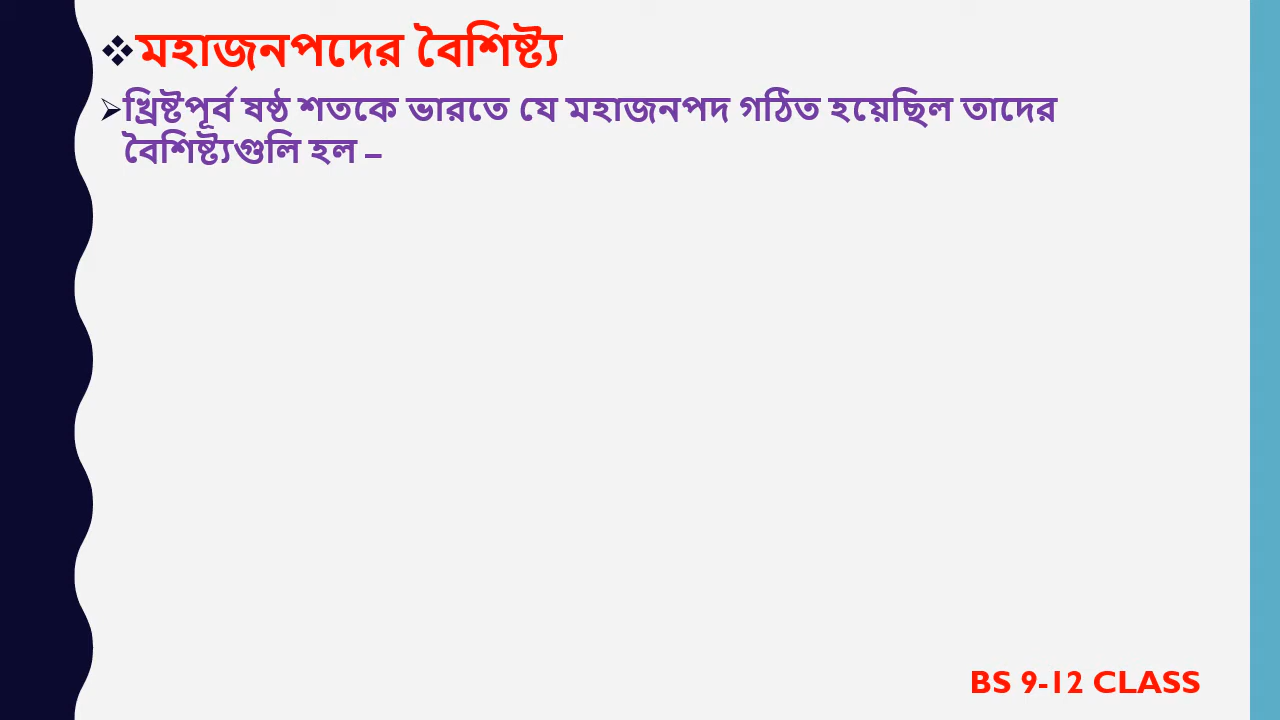 ❖মহাজনপদের বৈশিষ্ট্য
➢খ্রিষ্টপূর্ব ষষ্ঠ শতকে ভারতে যে মহাজনপদ গঠিত হয়েছিল তাদের
বৈশিষ্ট্যগুলি হল –
BS 9-12 CLASS